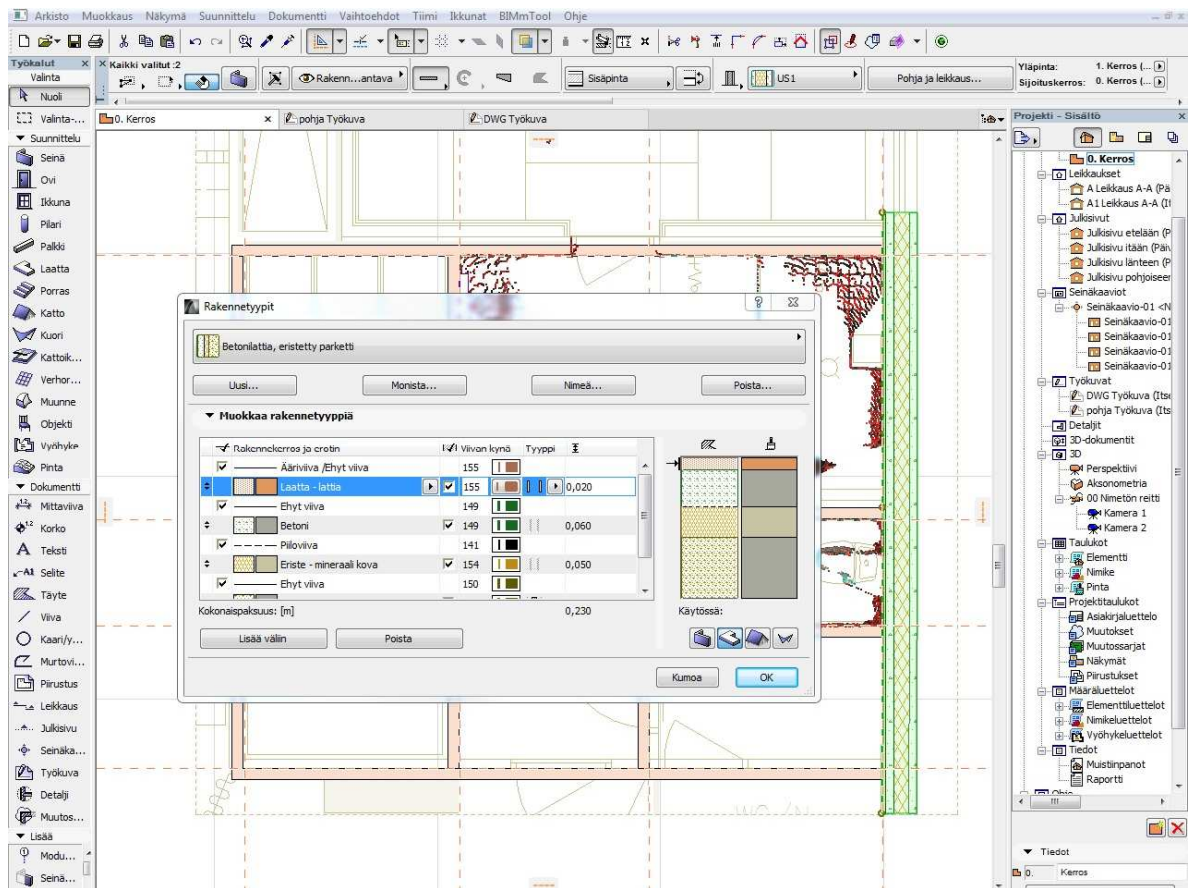 Arkisto Muokkaus Näkymä Suunnittelu Dokumentti Vaihtoehdot Tiimi Ikkunat BIMmTool Ohje
Työkalut
Valinta
Nuoli
Valinta-...
Suunnittelu
Seinä
Ovi
Ikkuna
Pilari
Palkki
Laatta
Porras
Katto
Kuori
Kattoik...
Verhor...
Muunne
Objekti
Vyöhyke
Pinta
Dokumentti
Mittaviiva
Korko
Teksti
Selite
Täyte
Viiva
Kaari/y...
Murtovi...
Piirustus
Leikkaus
Julkisivu
Seinäka...
Työkuva
Detalji
Muutos...
Lisää
Modu...
Seinä...
Kaikki valitut :2
Rakenn...antava
Sisäpinta
US1
Pohja ja leikkaus...
Yläpinta: 1. Kerros (...
Sijoituskerros: 0. Kerros (...
0. Kerros
pohja Työkuva
DWG Työkuva
Rakennetyypit
Betonilattia, eristetty parketti
Uusi... Monista... Nimeä... Poista...
Muokkaa rakennetyyppiä
Rakennekerros ja erotin Viivan kynä Tyyppi
Ääriviiva /Ehyt viiva 155
Laatta - lattia 155 0,020
Ehyt viiva 149
Betoni 149 0,060
Piiloviiva 141
Eriste - mineraali kova 154 0,050
Ehyt viiva 150
Kokonaispaksuus: [m] 0,230
Käytössä:
Lisää väliin Poista
Kumoa OK
Projekti - Sisältö
0. Kerros
Leikkaukset
A Leikkaus A-A (Pä
A1 Leikkaus A-A (It
Julkisivut
Julkisivu etelään (P
Julkisivu itään (Päiv
Julkisivu länteen (P
Julkisivu pohjoiseer
Seinäkaaviot
Seinäkaavio-01 <N
Seinäkaavio-01
Seinäkaavio-01
Seinäkaavio-01
Seinäkaavio-01
Työkuvat
DWG Työkuva (Itse
pohja Työkuva (Its
Detaljit
3D-dokumentit
3D
Perspektiivi
Aksonometria
00 Nimetön reitti
Kamera 1
Kamera 2
Taulukot
Elementti
Nimike
Pinta
Projektitaulukot
Asiakirjaluettelo
Muutokset
Muutossarjat
Näkymät
Piirustukset
Määräluettelot
Elementtiluettelot
Nimikeluettelot
Vyöhykeluettelot
Tiedot
Muistiinpanot
Raportti
Tiedot
0. Kerros